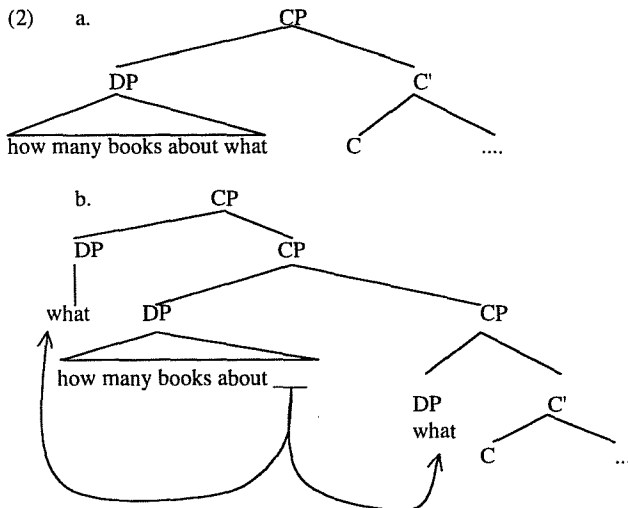 (2) a. CP
DP C'
how many books about what C ....
b. CP
DP CP
what DP CP
how many books about ___ DP C'
what C ...